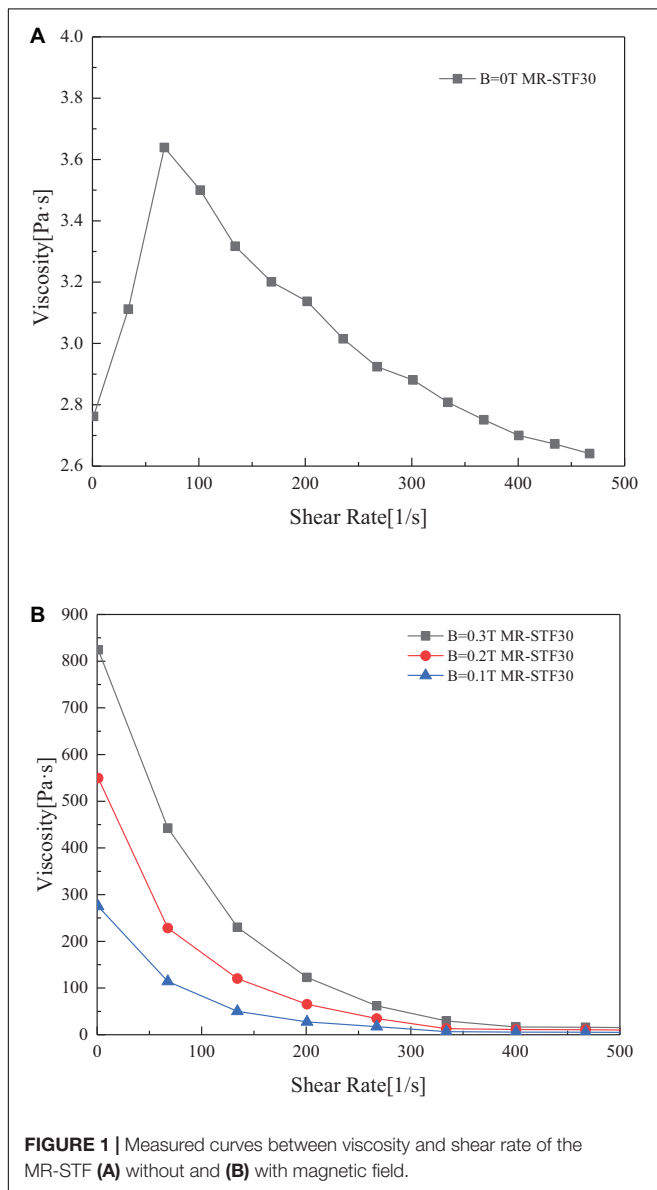 A
4.0
B=0T MR-STF30
3.8
3.6
3.4
3.2
3.0
2.8
2.6
Viscosity[Pa·s]
0 100 200 300 400 500
Shear Rate[1/s]
B
900
B=0.3T MR-STF30
B=0.2T MR-STF30
B=0.1T MR-STF30
800
700
600
500
400
300
200
100
0
Viscosity[Pa·s]
0 100 200 300 400 500
Shear Rate[1/s]
FIGURE 1 | Measured curves between viscosity and shear rate of the
MR-STF (A) without and (B) with magnetic field.